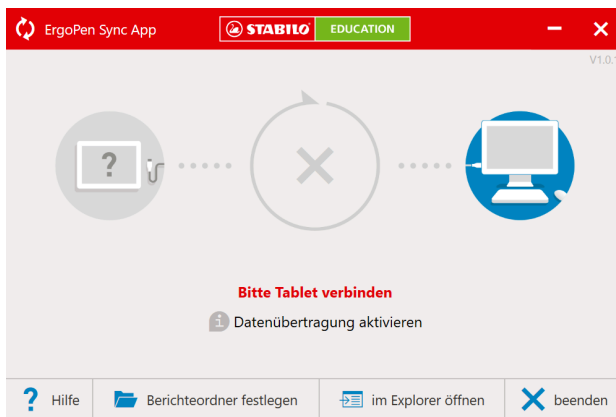 ErgoPen Sync App
STABILO EDUCATION
V1.0.1
?
Bitte Tablet verbinden
i Datenübertragung aktivieren
? Hilfe
Berichteordner festlegen
im Explorer öffnen
beenden